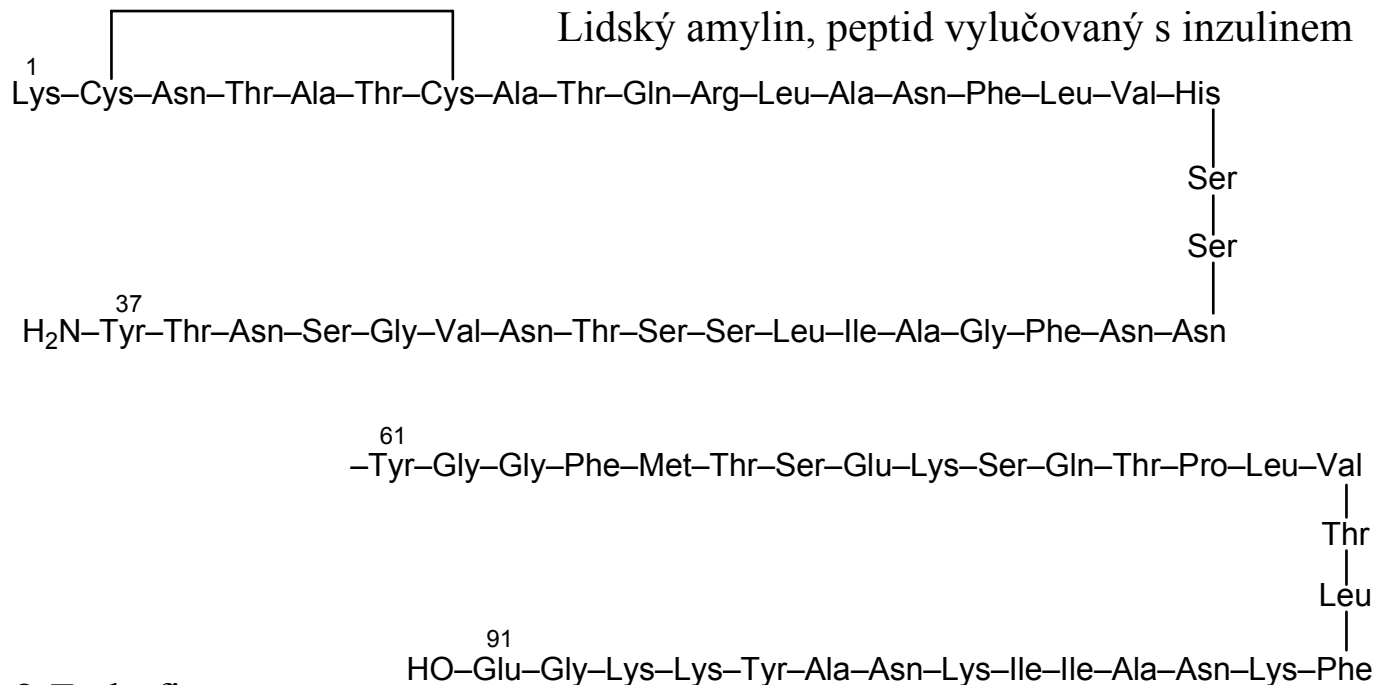 Lidský amylin, peptid vylučovaný s inzulinem
1
Lys–Cys–Asn–Thr–Ala–Thr–Cys–Ala–Thr–Gln–Arg–Leu–Ala–Asn–Phe–Leu–Val–His
Ser
Ser
37
H₂N–Tyr–Thr–Asn–Ser–Gly–Val–Asn–Thr–Ser–Ser–Leu–Ile–Ala–Gly–Phe–Asn–Asn
61
–Tyr–Gly–Gly–Phe–Met–Thr–Ser–Glu–Lys–Ser–Gln–Thr–Pro–Leu–Val
Thr
Leu
91
HO–Glu–Gly–Lys–Lys–Tyr–Ala–Asn–Lys–Ile–Ile–Ala–Asn–Lys–Phe